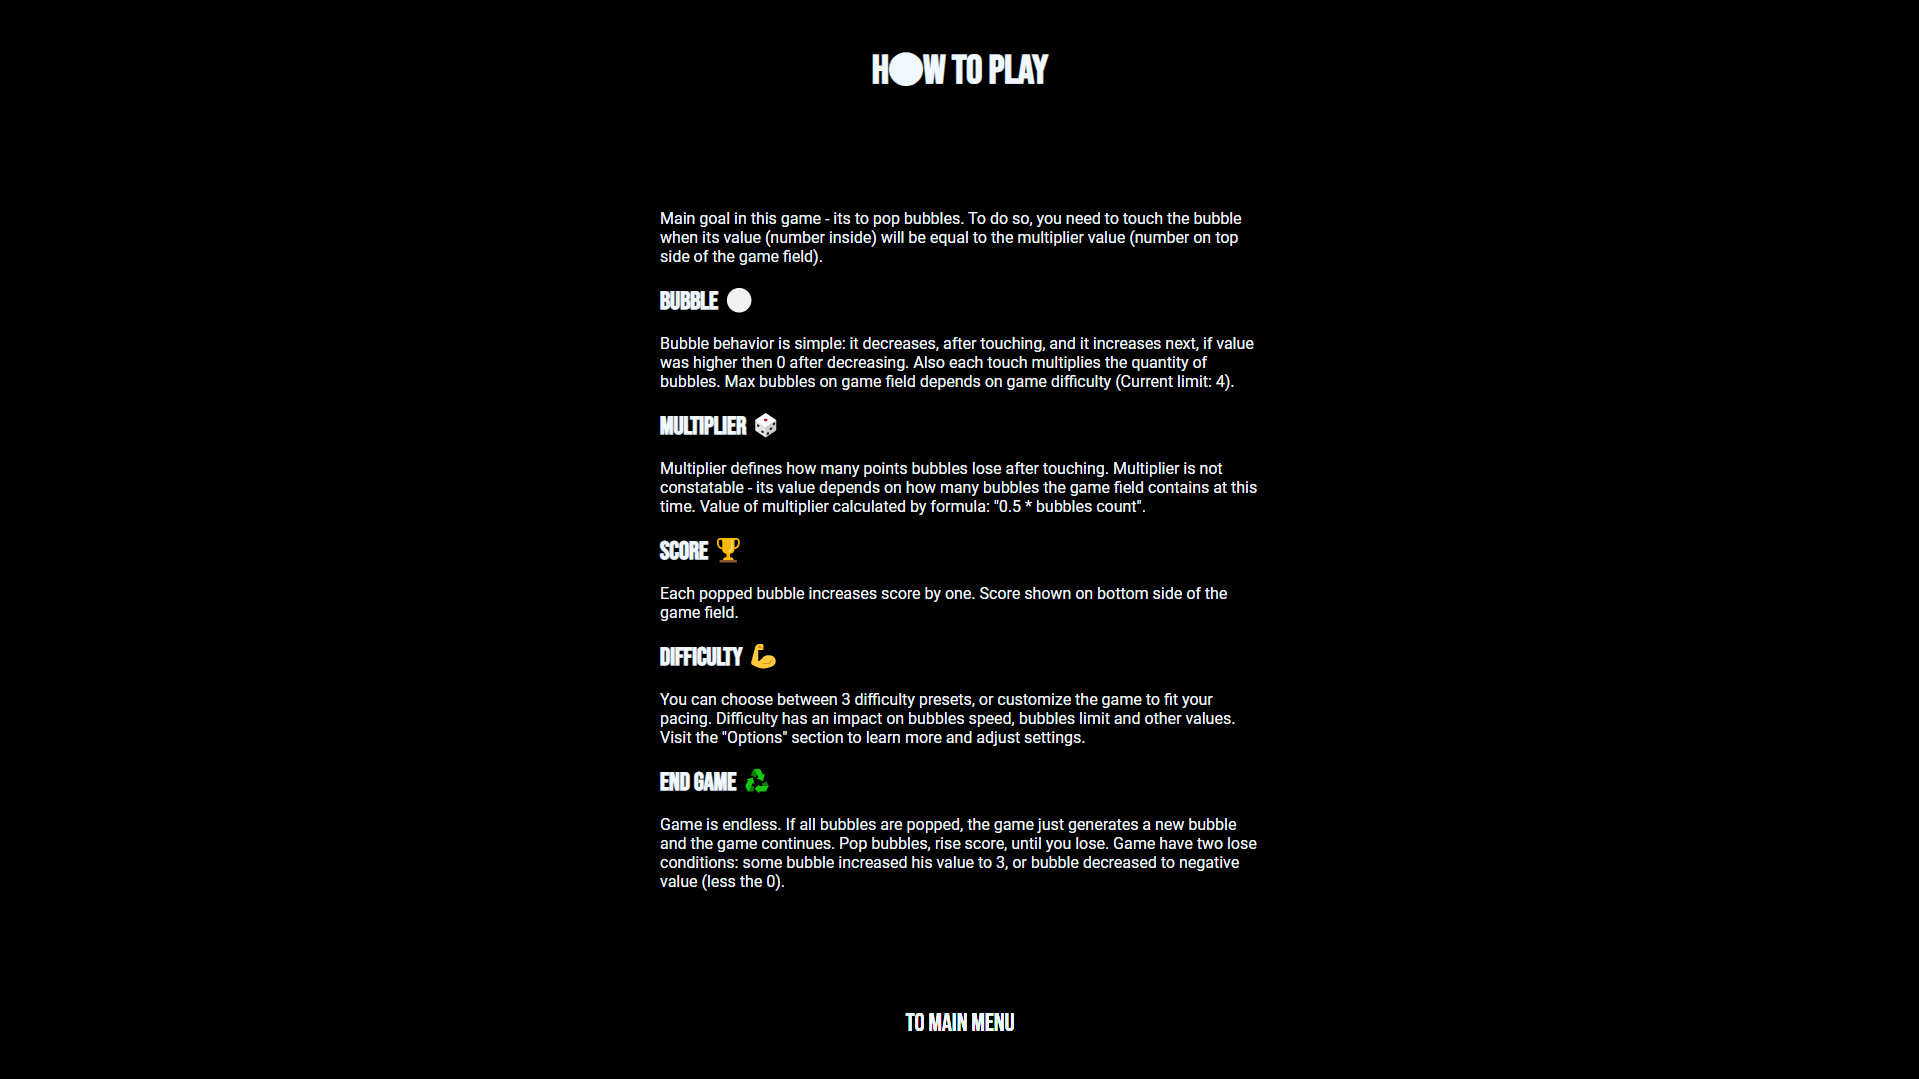 HOW TO PLAY
Main goal in this game - its to pop bubbles. To do so, you need to touch the bubble
when its value (number inside) will be equal to the multiplier value (number on top
side of the game field).
BUBBLE
Bubble behavior is simple: it decreases, after touching, and it increases next, if value
was higher then 0 after decreasing. Also each touch multiplies the quantity of
bubbles. Max bubbles on game field depends on game difficulty (Current limit: 4).
MULTIPLIER
Multiplier defines how many points bubbles lose after touching. Multiplier is not
constatable - its value depends on how many bubbles the game field contains at this
time. Value of multiplier calculated by formula: "0.5 * bubbles count".
SCORE
Each popped bubble increases score by one. Score shown on bottom side of the
game field.
DIFFICULTY
You can choose between 3 difficulty presets, or customize the game to fit your
pacing. Difficulty has an impact on bubbles speed, bubbles limit and other values.
Visit the "Options" section to learn more and adjust settings.
END GAME
Game is endless. If all bubbles are popped, the game just generates a new bubble
and the game continues. Pop bubbles, rise score, until you lose. Game have two lose
conditions: some bubble increased his value to 3, or bubble decreased to negative
value (less the 0).
TO MAIN MENU